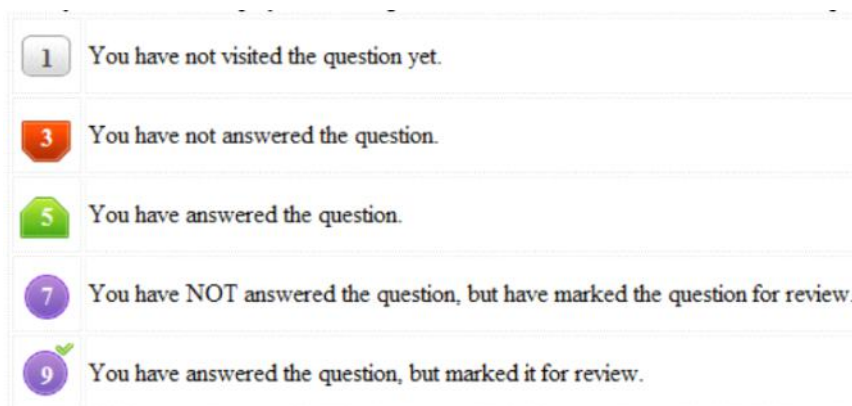 1 You have not visited the question yet.
3 You have not answered the question.
5 You have answered the question.
7 You have NOT answered the question, but have marked the question for review.
9 You have answered the question, but marked it for review.